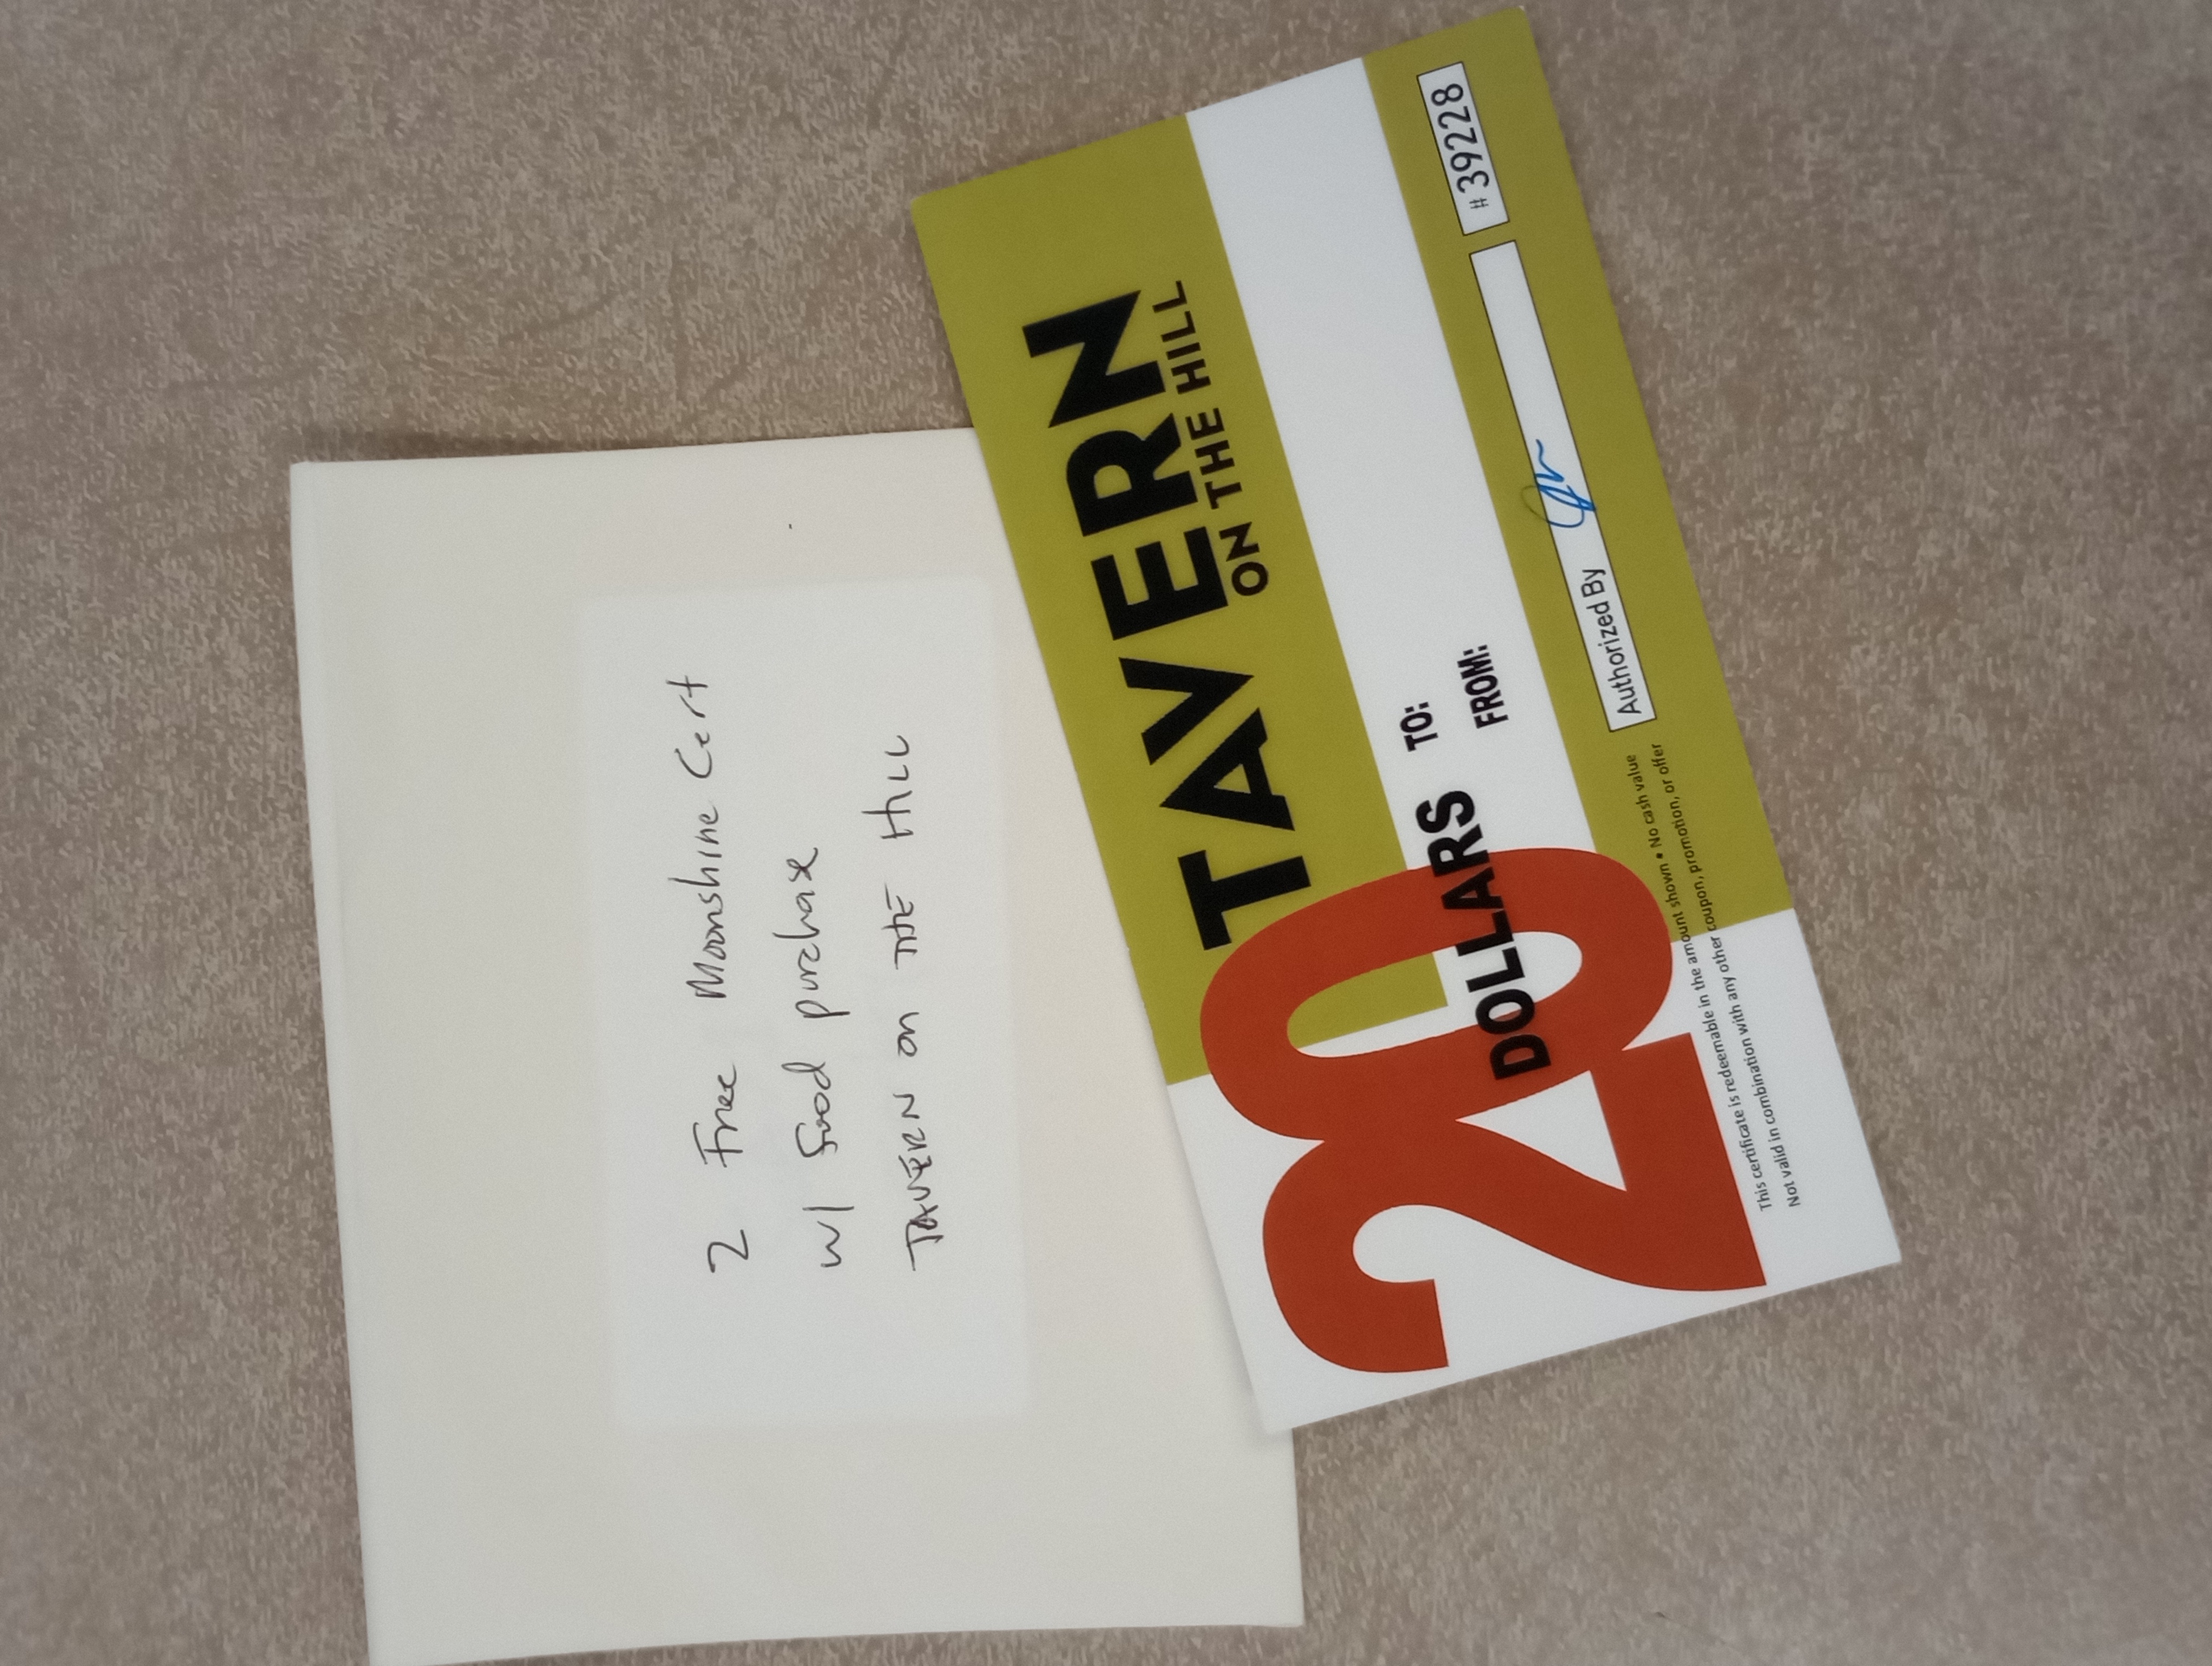 2 Free Moonshine Cert
w/ food purchase
TAVERN on THE HILL
TAVERN
ON THE HILL
20
DOLLARS
TO:
FROM:
Authorized By
# 39228
This certificate is redeemable in the amount shown • No cash value
Not valid in combination with any other coupon, promotion, or offer